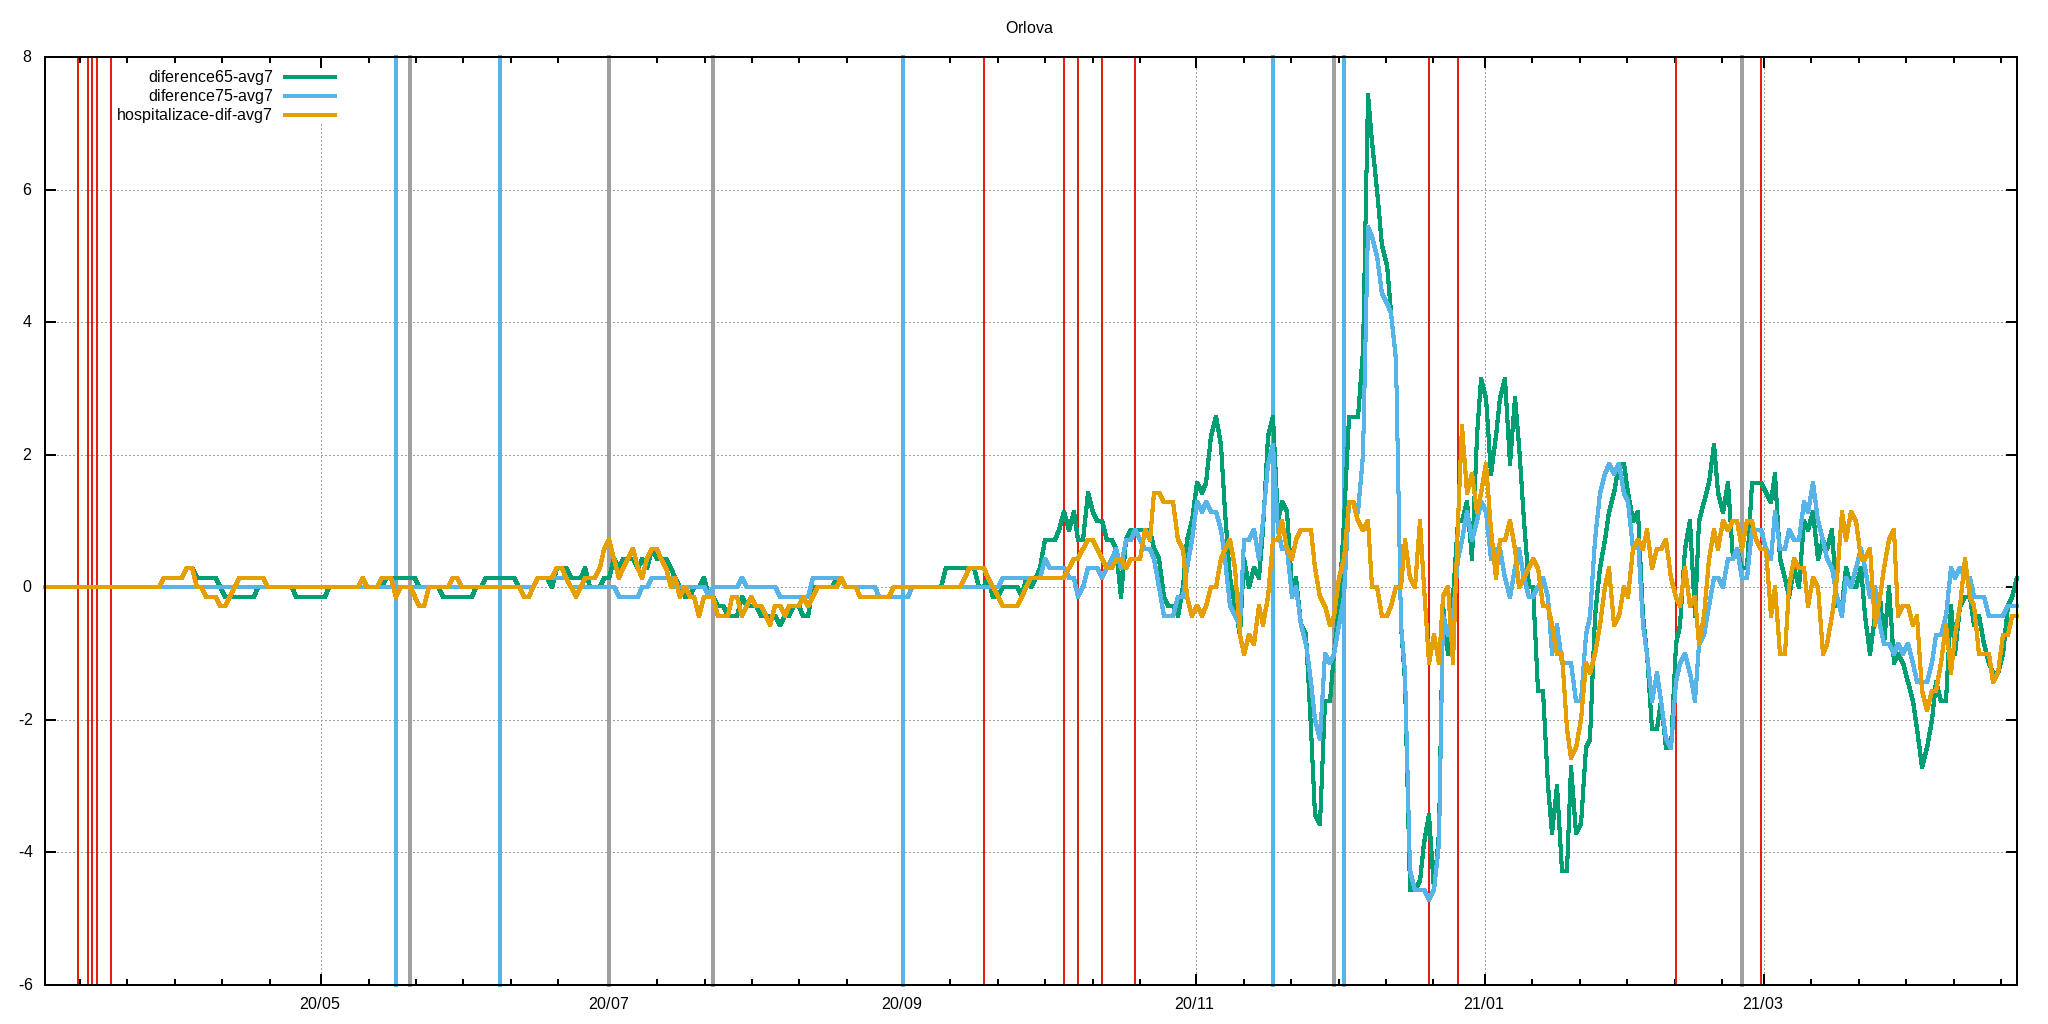 Orlova
8
diference65-avg7
diference75-avg7
hospitalizace-dif-avg7
6
4
2
0
-2
-4
-6
20/05 20/07 20/09 20/11 21/01 21/03